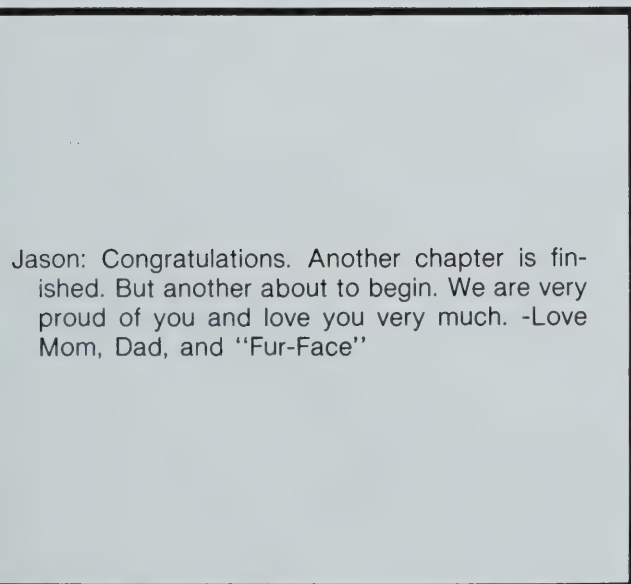 Jason: Congratulations. Another chapter is fin-
ished. But another about to begin. We are very
proud of you and love you very much. -Love
Mom, Dad, and "Fur-Face"